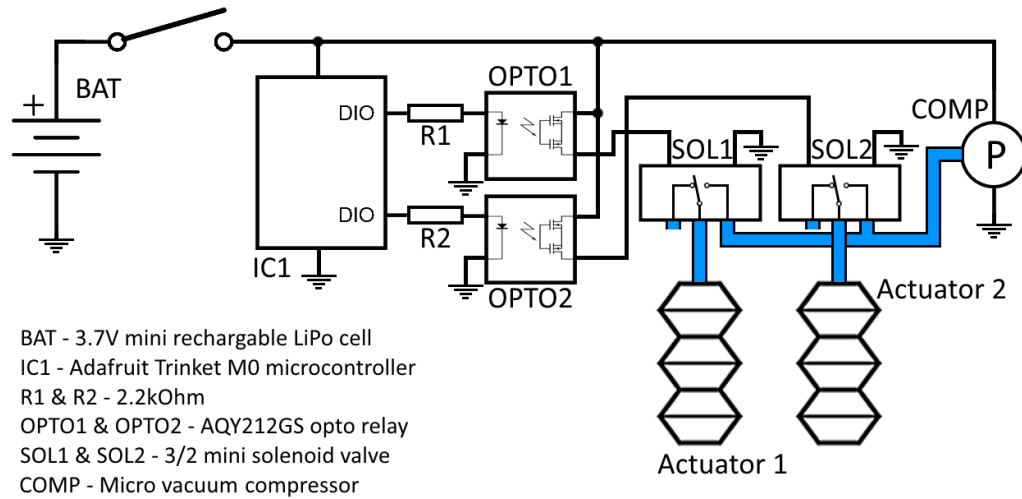 BAT
+
DIO
R1
OPTO1
DIO
R2
OPTO2
IC1
SOL1
SOL2
COMP
P
Actuator 2
Actuator 1
BAT - 3.7V mini rechargable LiPo cell
IC1 - Adafruit Trinket M0 microcontroller
R1 & R2 - 2.2kOhm
OPTO1 & OPTO2 - AQY212GS opto relay
SOL1 & SOL2 - 3/2 mini solenoid valve
COMP - Micro vacuum compressor